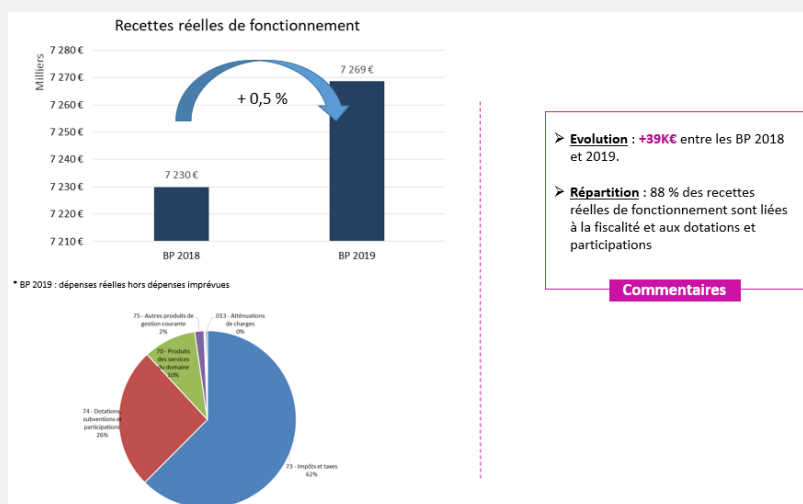 Recettes réelles de fonctionnement
Milliers
7 280 €
7 270 €
7 260 €
7 250 €
7 240 €
7 230 €
7 220 €
7 210 €
7 230 €
+ 0,5 %
7 269 €
BP 2018
BP 2019
* BP 2019 : dépenses réelles hors dépenses imprévues
75 - Autres produits de
gestion courante
2%
013 - Atténuations
de charges
0%
70 - Produits
des services
du domaine
10%
74 - Dotations,
subventions et
participations
26%
73 - Impôts et taxes
62%
➢ Evolution : +39K€ entre les BP 2018
et 2019.
➢ Répartition : 88 % des recettes
réelles de fonctionnement sont liées
à la fiscalité et aux dotations et
participations
Commentaires